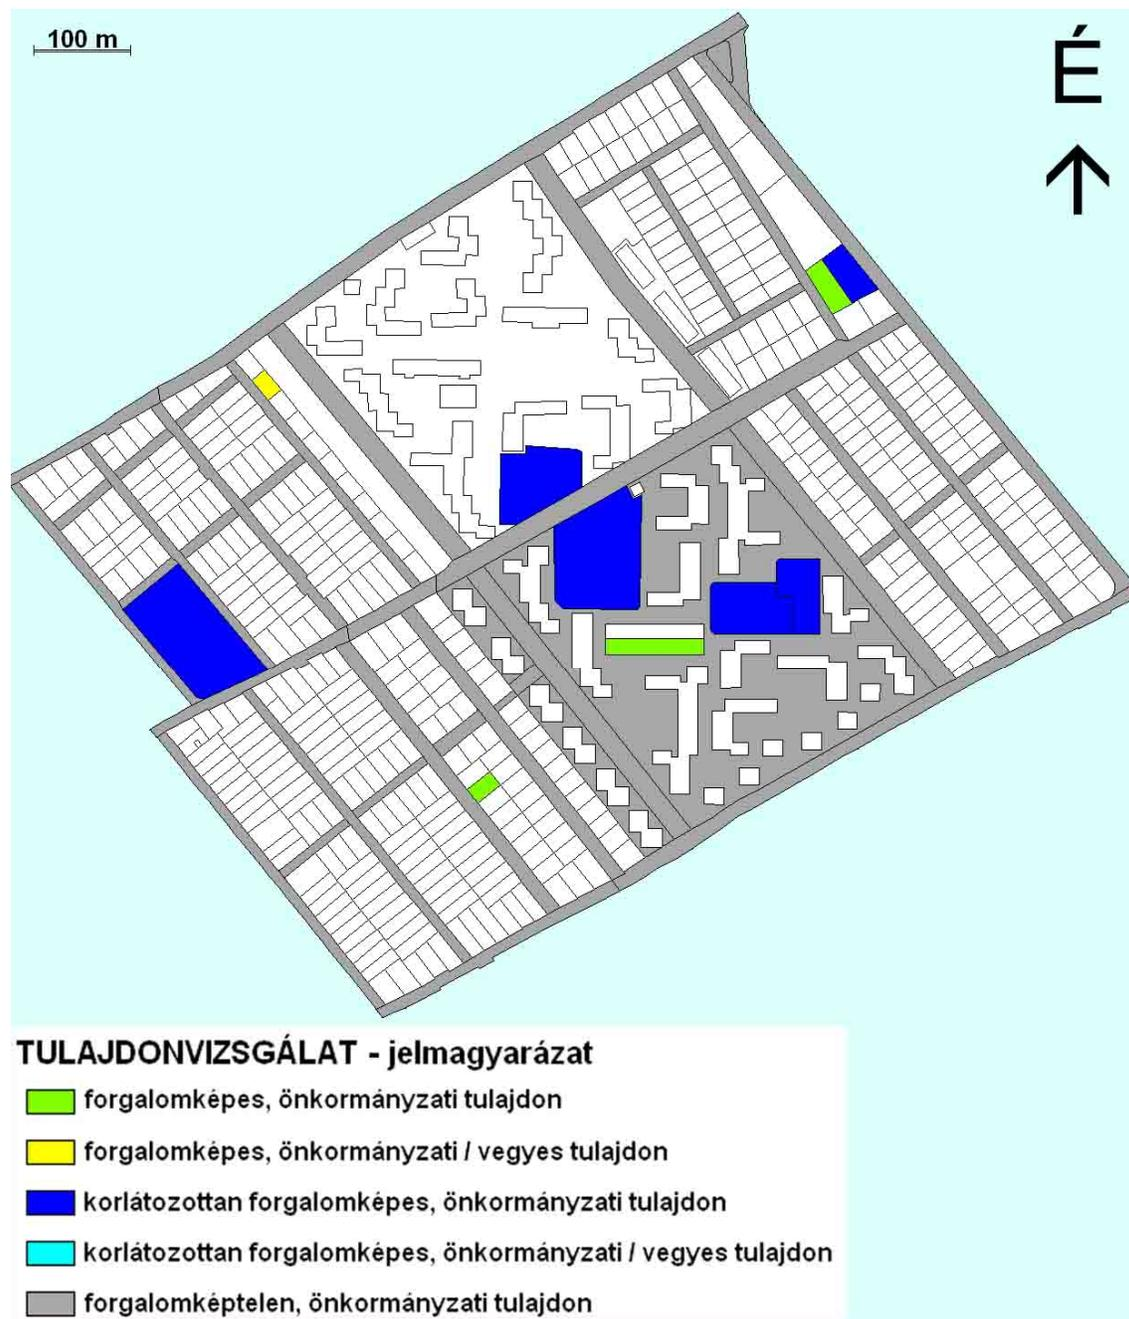 100 m
É
TULAJDONVIZSGÁLAT - jelmagyarázat
forgalomképes, önkormányzati tulajdon
forgalomképes, önkormányzati / vegyes tulajdon
korlátozottan forgalomképes, önkormányzati tulajdon
korlátozottan forgalomképes, önkormányzati / vegyes tulajdon
forgalomképtelen, önkormányzati tulajdon